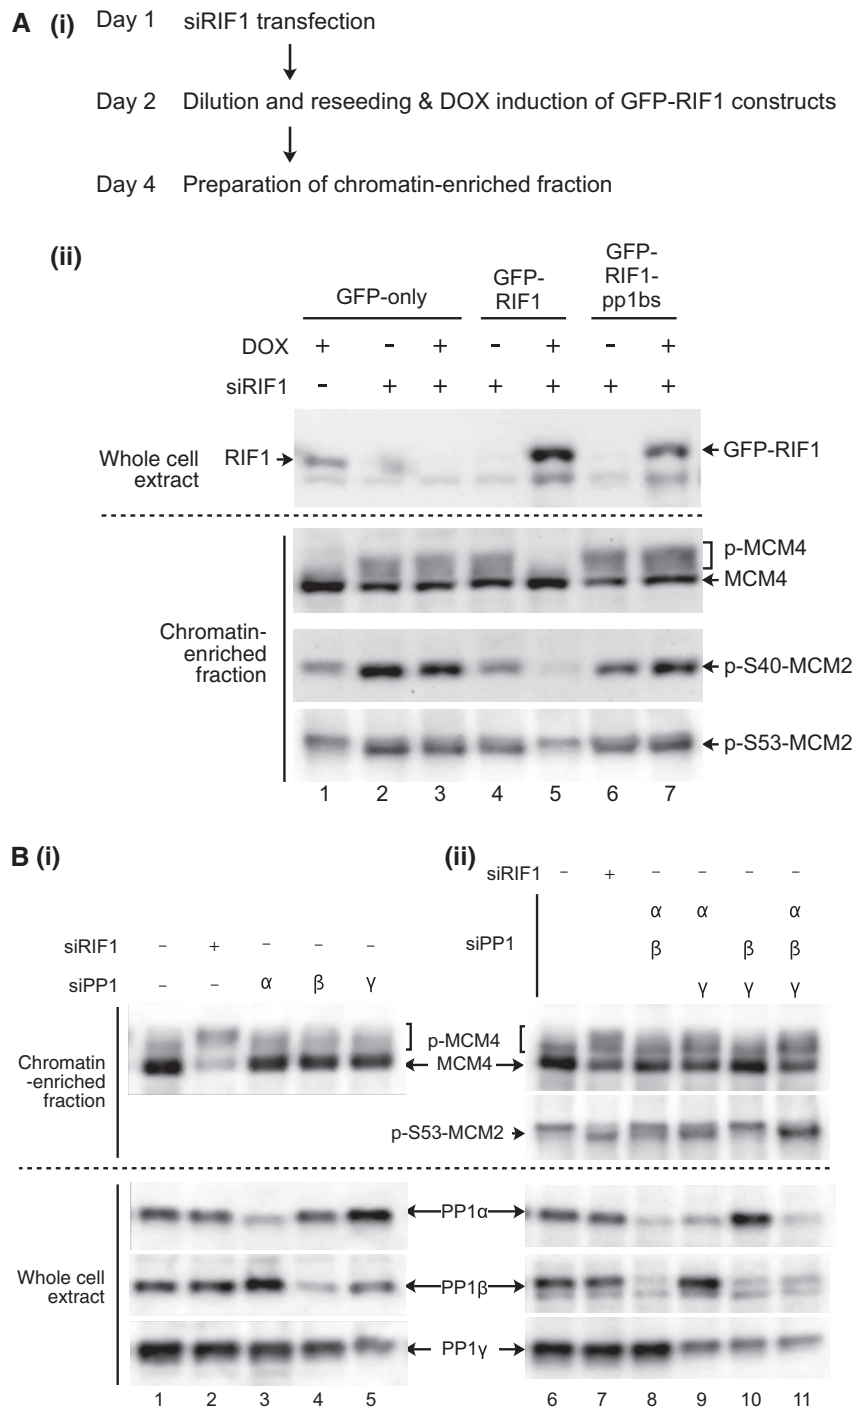 A (i) Day 1 siRIF1 transfection
Day 2 Dilution and reseeding & DOX induction of GFP-RIF1 constructs
Day 4 Preparation of chromatin-enriched fraction
(ii)
GFP-only
GFP-
RIF1
GFP-
RIF1-
pp1bs
DOX + - + - + - +
siRIF1 - + + + + + +
Whole cell
extract
RIF1
GFP-RIF1
Chromatin-
enriched
fraction
p-MCM4
MCM4
p-S40-MCM2
p-S53-MCM2
1 2 3 4 5 6 7
B (i)
siRIF1 - + - - -
siPP1 - - α β γ
Chromatin
-enriched
fraction
Whole cell
extract
1 2 3 4 5
(ii)
siRIF1 - + - - - -
siPP1
α α α
β β β
γ γ γ
p-MCM4
MCM4
p-S53-MCM2
PP1α
PP1β
PP1γ
6 7 8 9 10 11